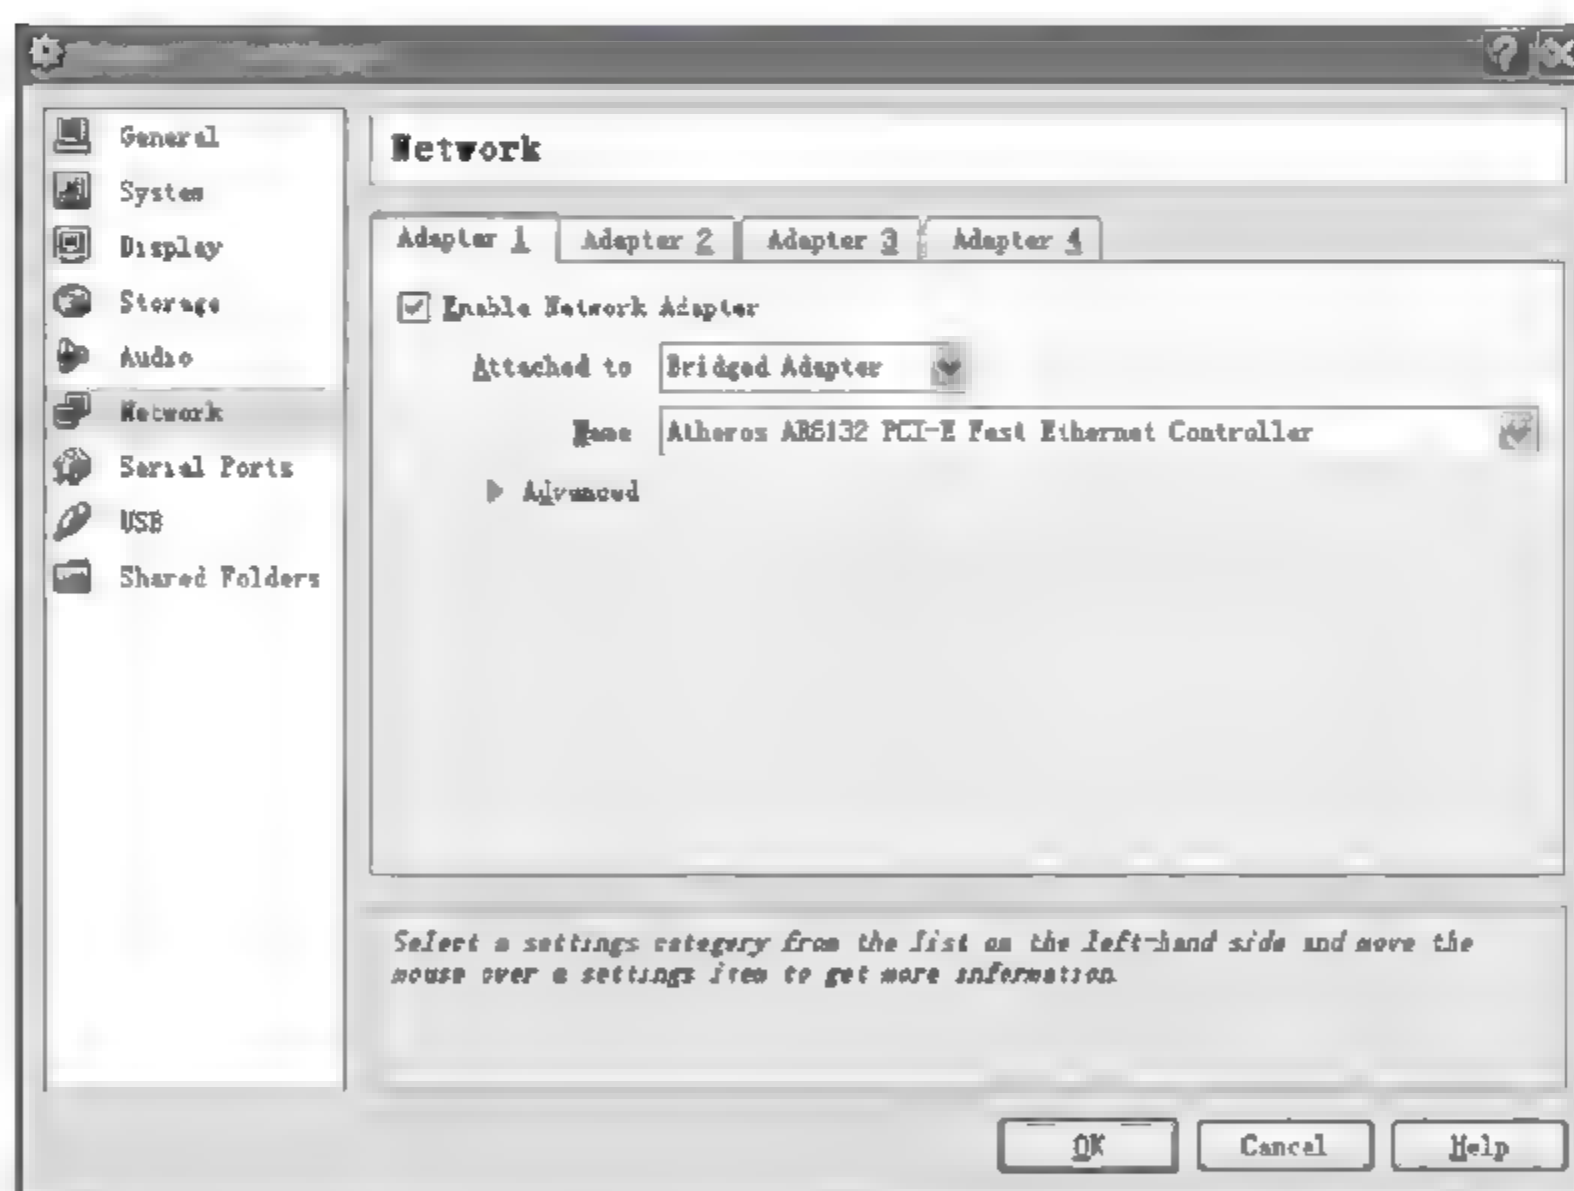 General
System
Display
Storage
Audio
Network
Serial Ports
USB
Shared Folders
Network
Adapter 1
Adapter 2
Adapter 3
Adapter 4
Enable Network Adapter
Attached to
Bridged Adapter
Name
Atheros PCI-E Fast Ethernet Controller
Advanced
Select a settings category from the list on the left-hand side and move the
mouse over a settings item to get more information
OK
Cancel
Help